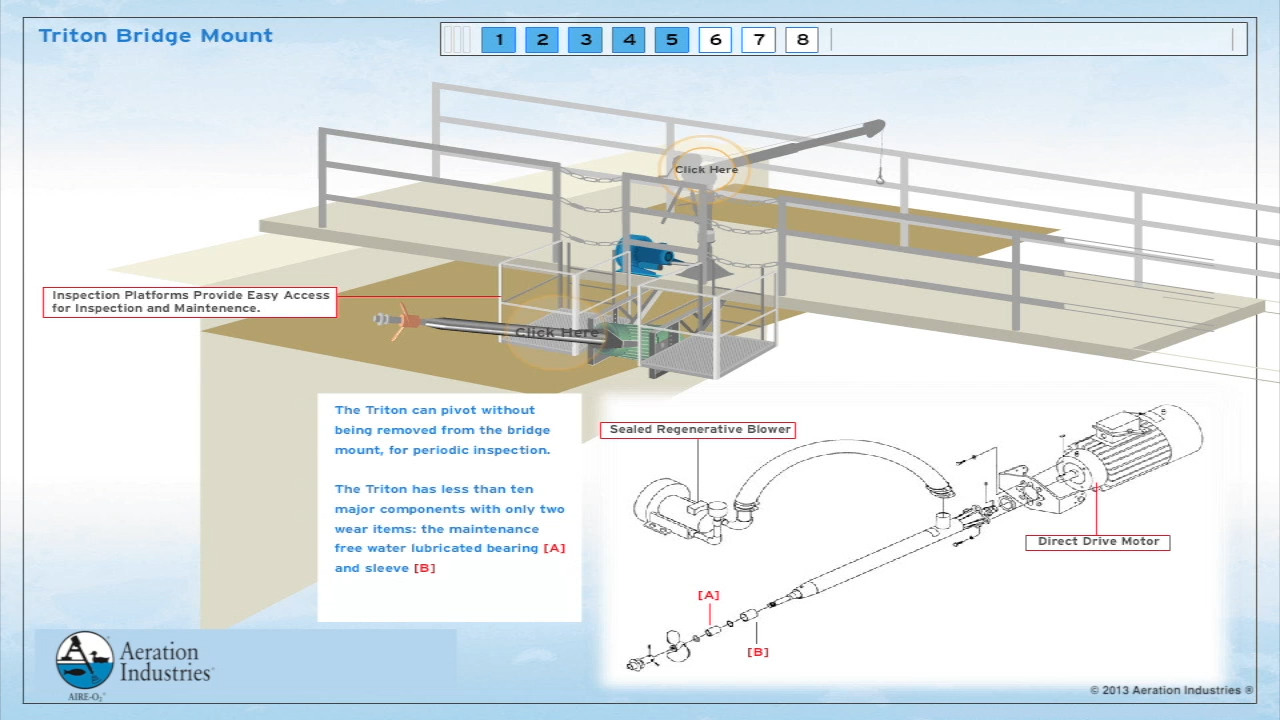 Triton Bridge Mount
1 2 3 4 5 6 7 8
Click Here
Inspection Platforms Provide Easy Access
for Inspection and Maintenence.
Click Here
The Triton can pivot without
being removed from the bridge
mount, for periodic inspection.
The Triton has less than ten
major components with only two
wear items: the maintenance
free water lubricated bearing [A]
and sleeve [B]
Sealed Regenerative Blower
Direct Drive Motor
[A]
[B]
Aeration
Industries®
AIRE-O₂®
© 2013 Aeration Industries ®